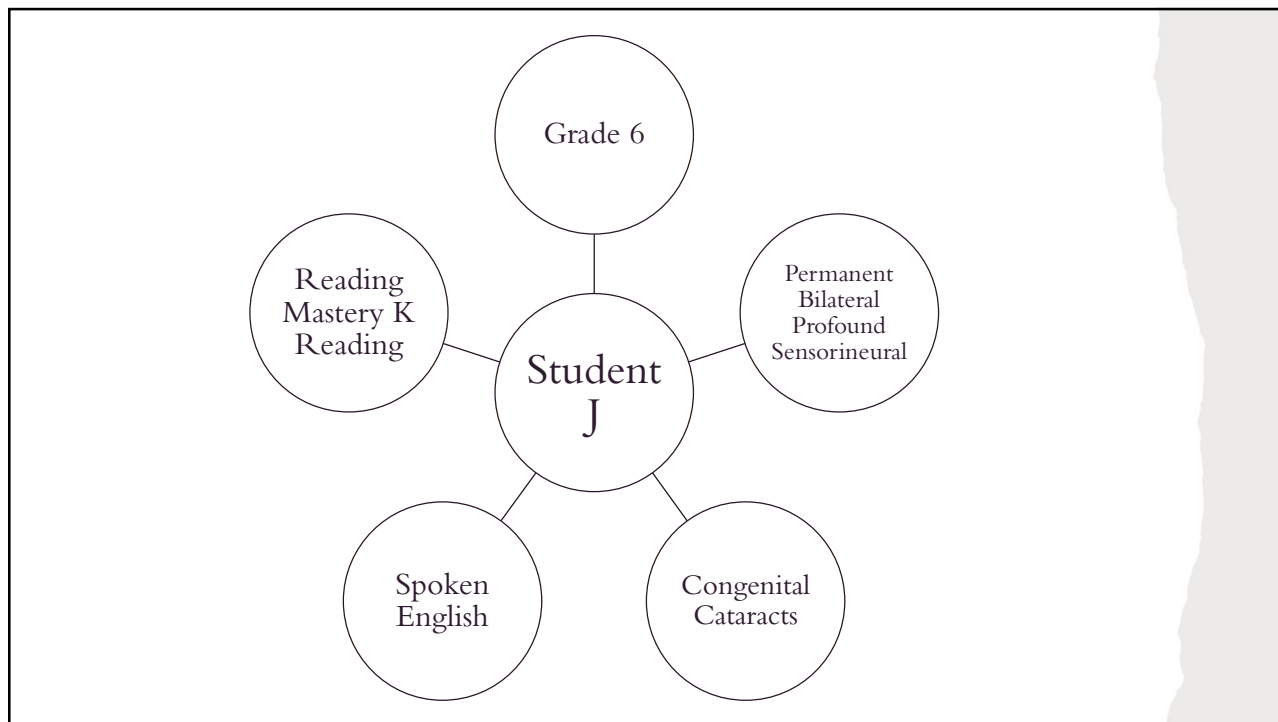 Grade 6
Reading
Mastery K
Reading
Permanent
Bilateral
Profound
Sensorineural
Student
J
Spoken
English
Congenital
Cataracts